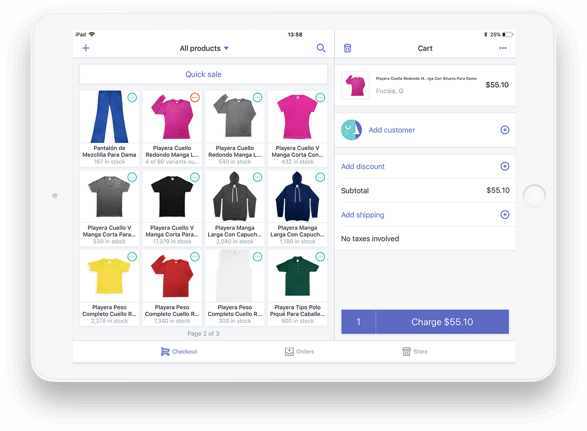 iPad
13:58
25%
All products
Cart
Quick sale
Playera Cuello Redondo M...rga Con Silueta Para Dama
$55.10
Fucsia, G
Pantalón de
Mezclilla Para Dama
167 in stock
Playera Cuello
Redondo Manga L...
4 of 60 variants ou...
Playera Cuello
Redondo Manga L...
540 in stock
Playera Cuello V
Manga Corta Con...
432 in stock
Add customer
Add discount
Subtotal
$55.10
Add shipping
No taxes involved
Playera Cuello V
Manga Corta Para...
539 in stock
Playera Cuello V
Manga Corta Para...
17,379 in stock
Playera Manga
Larga Con Capuch...
2,040 in stock
Playera Manga
Larga Con Capuch...
1,180 in stock
Playera Peso
Completo Cuello R...
2,379 in stock
Playera Peso
Completo Cuello R...
7,340 in stock
Playera Peso
Completo Cuello R...
300 in stock
Playera Tipo Polo
Piqué Para Caballe...
900 in stock
Page 2 of 3
1
Charge $55.10
Checkout
Orders
Store